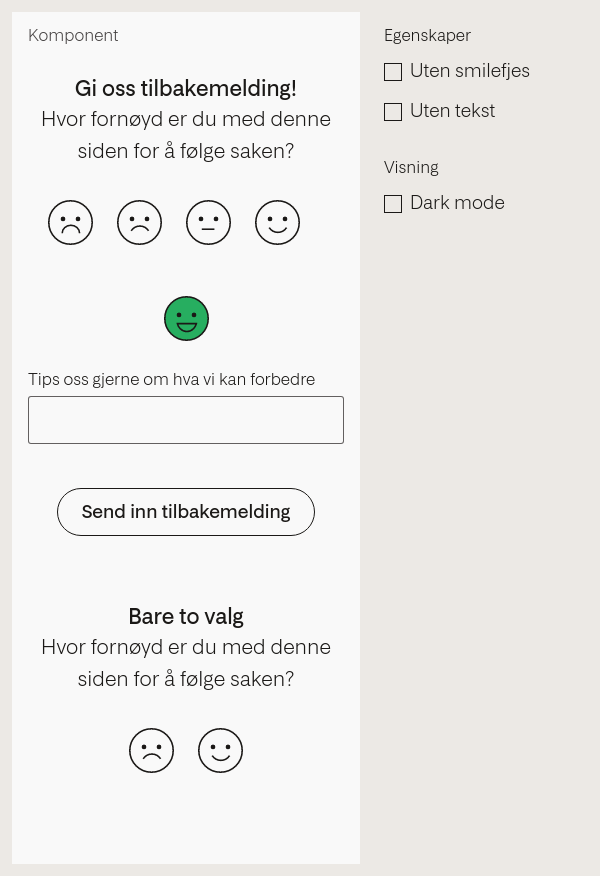 Komponent
Gi oss tilbakemelding!
Hvor fornøyd er du med denne
siden for å følge saken?
Tips oss gjerne om hva vi kan forbedre
Send inn tilbakemelding
Bare to valg
Hvor fornøyd er du med denne
siden for å følge saken?
Egenskaper
Uten smilefjes
Uten tekst
Visning
Dark mode